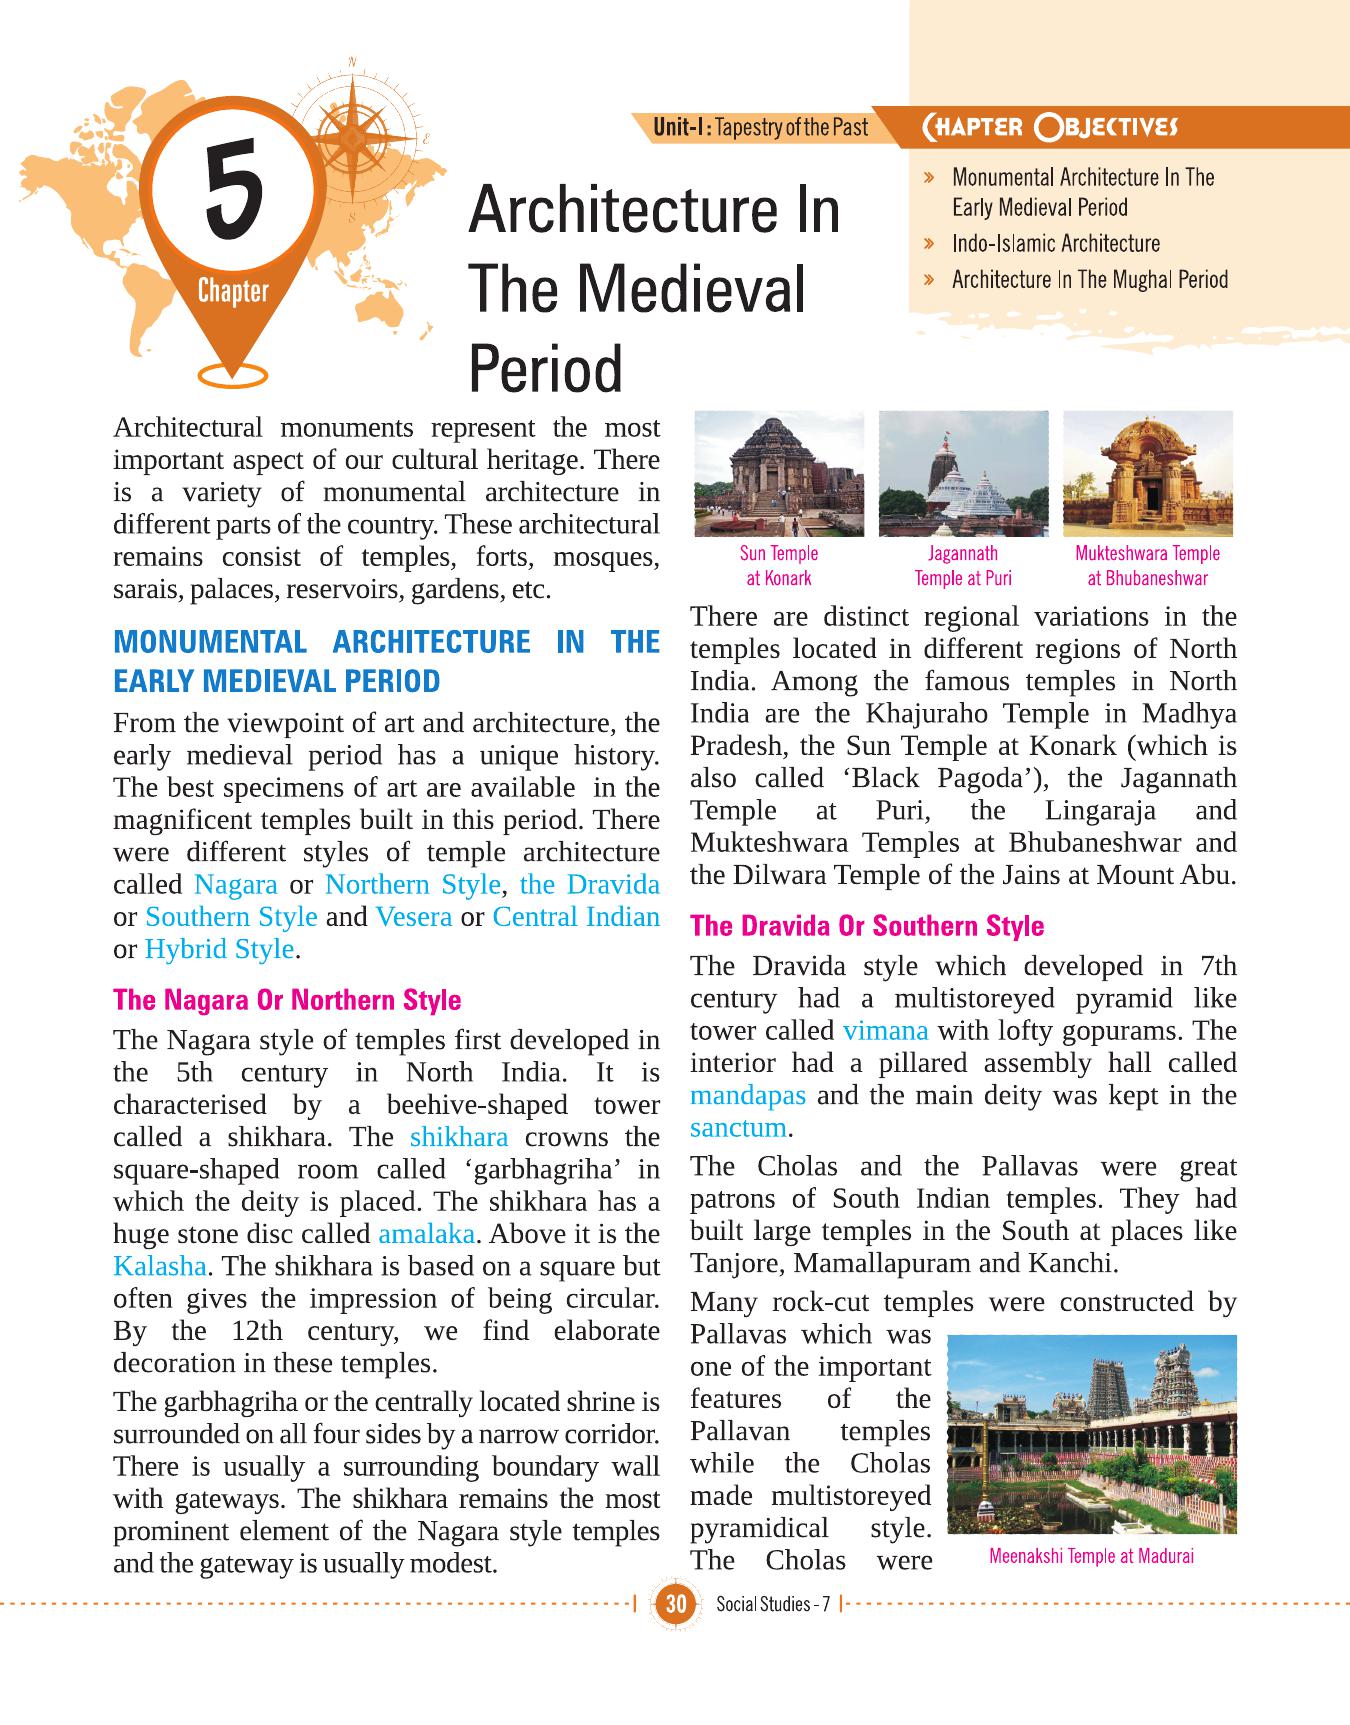 N
E
S
5
Chapter
Unit-I : Tapestry of the Past
Architecture In
The Medieval
Period
CHAPTER OBJECTIVES
» Monumental Architecture In The
Early Medieval Period
» Indo-Islamic Architecture
» Architecture In The Mughal Period
Architectural monuments represent the most
important aspect of our cultural heritage. There
is a variety of monumental architecture in
different parts of the country. These architectural
remains consist of temples, forts, mosques,
sarais, palaces, reservoirs, gardens, etc.
MONUMENTAL ARCHITECTURE IN THE
EARLY MEDIEVAL PERIOD
From the viewpoint of art and architecture, the
early medieval period has a unique history.
The best specimens of art are available in the
magnificent temples built in this period. There
were different styles of temple architecture
called Nagara or Northern Style, the Dravida
or Southern Style and Vesera or Central Indian
or Hybrid Style.
The Nagara Or Northern Style
The Nagara style of temples first developed in
the 5th century in North India. It is
characterised by a beehive-shaped tower
called a shikhara. The shikhara crowns the
square-shaped room called ‘garbhagriha’ in
which the deity is placed. The shikhara has a
huge stone disc called amalaka. Above it is the
Kalasha. The shikhara is based on a square but
often gives the impression of being circular.
By the 12th century, we find elaborate
decoration in these temples.
The garbhagriha or the centrally located shrine is
surrounded on all four sides by a narrow corridor.
There is usually a surrounding boundary wall
with gateways. The shikhara remains the most
prominent element of the Nagara style temples
and the gateway is usually modest.
Sun Temple
at Konark
Jagannath
Temple at Puri
Mukteshwara Temple
at Bhubaneshwar
There are distinct regional variations in the
temples located in different regions of North
India. Among the famous temples in North
India are the Khajuraho Temple in Madhya
Pradesh, the Sun Temple at Konark (which is
also called ‘Black Pagoda’), the Jagannath
Temple at Puri, the Lingaraja and
Mukteshwara Temples at Bhubaneshwar and
the Dilwara Temple of the Jains at Mount Abu.
The Dravida Or Southern Style
The Dravida style which developed in 7th
century had a multistoreyed pyramid like
tower called vimana with lofty gopurams. The
interior had a pillared assembly hall called
mandapas and the main deity was kept in the
sanctum.
The Cholas and the Pallavas were great
patrons of South Indian temples. They had
built large temples in the South at places like
Tanjore, Mamallapuram and Kanchi.
Many rock-cut temples were constructed by
Pallavas which was
one of the important
features of the
Pallavan temples
while the Cholas
made multistoreyed
pyramidical style.
The Cholas were
Meenakshi Temple at Madurai
30
Social Studies - 7